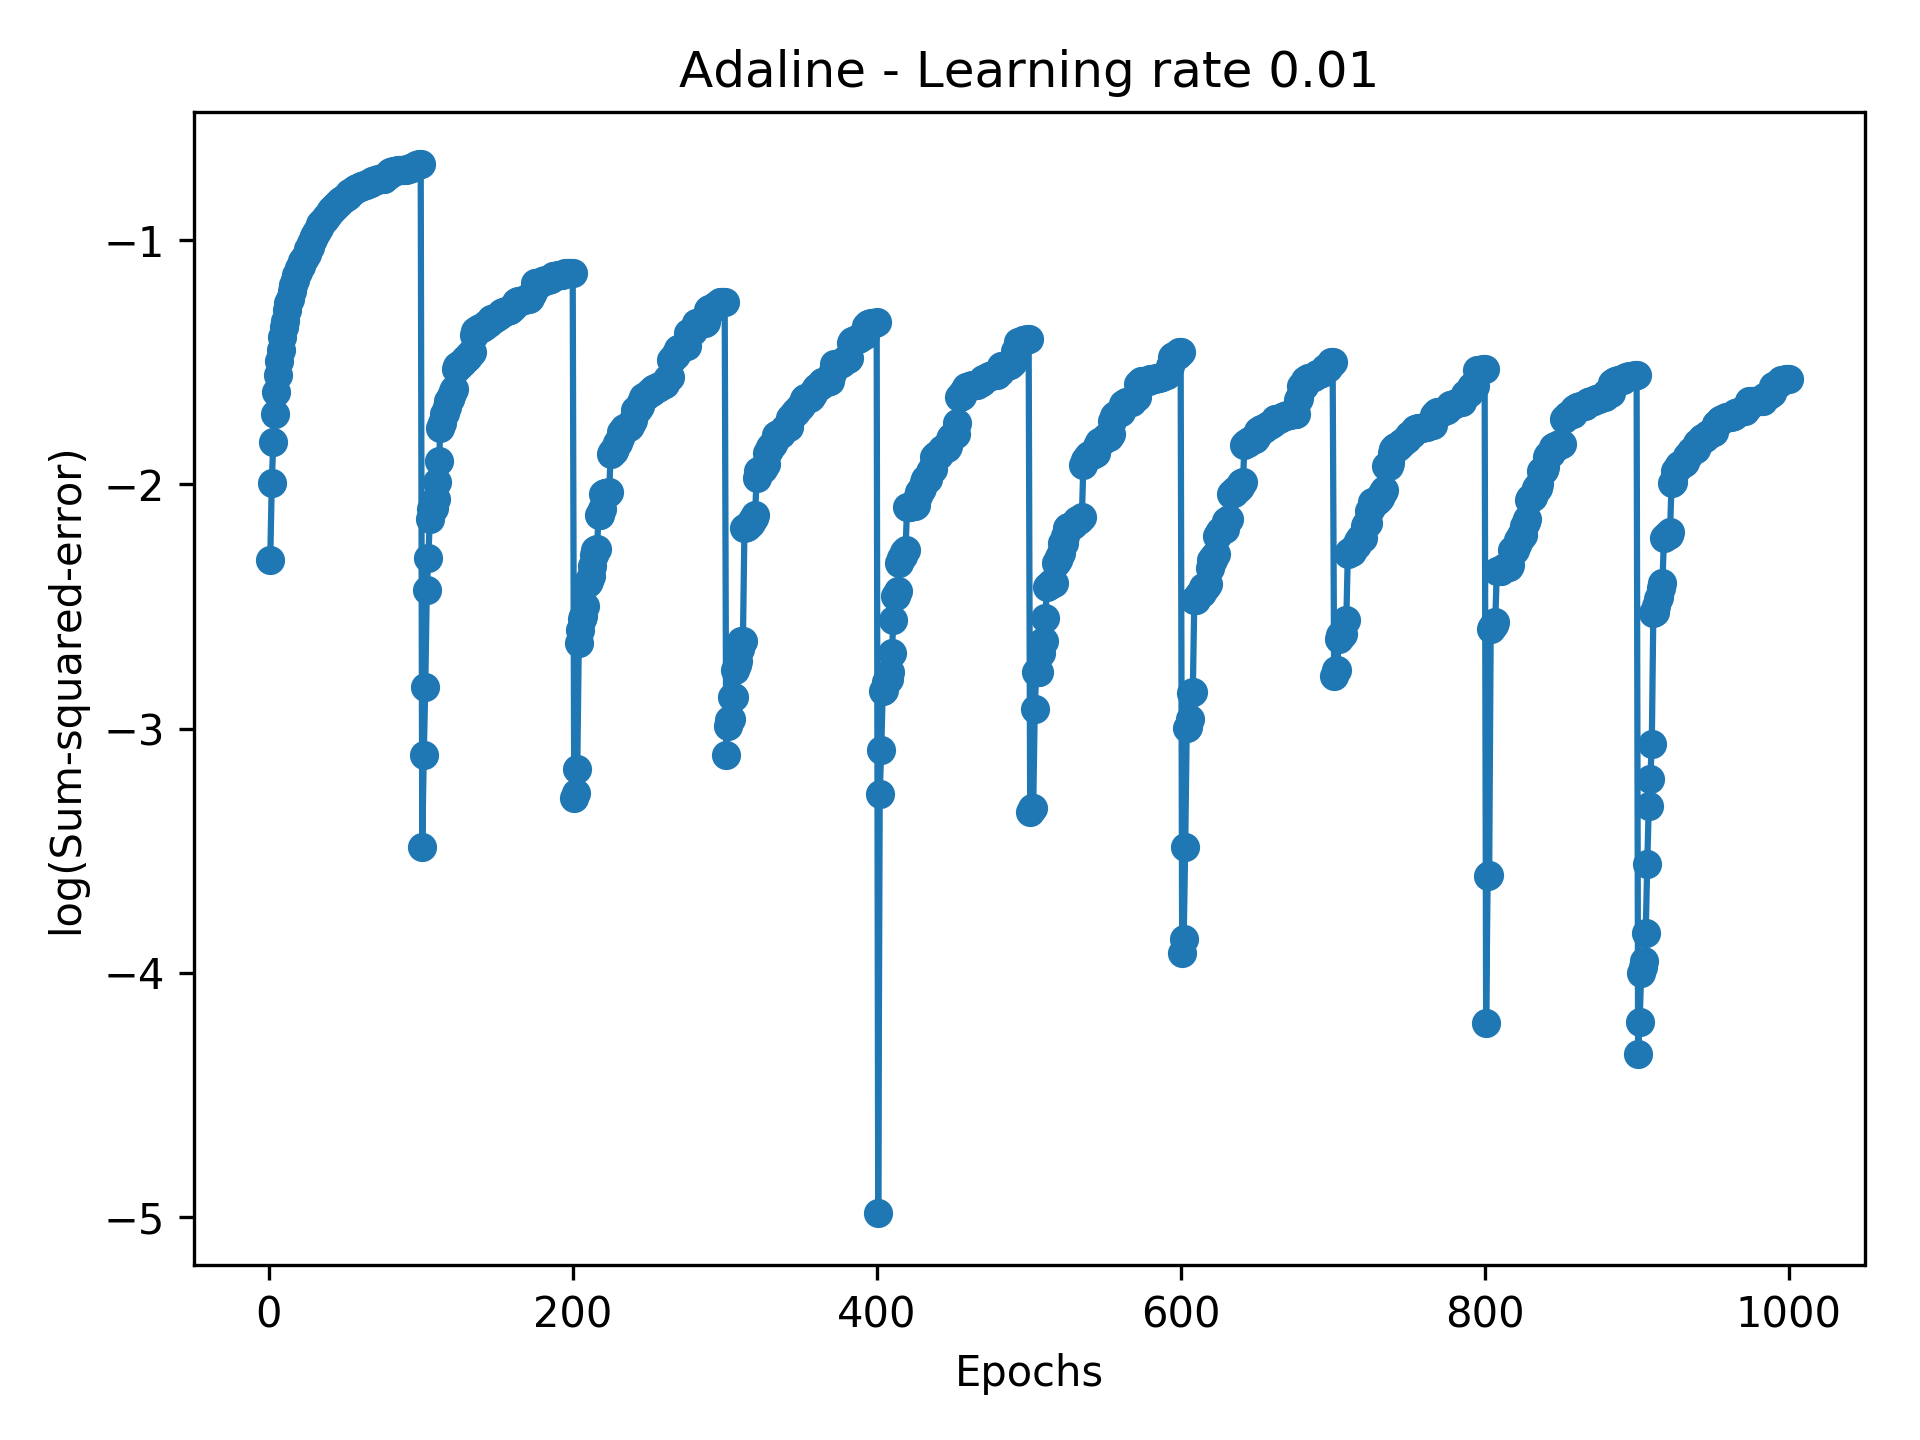 Adaline - Learning rate 0.01
log(Sum-squared-error)
−1
−2
−3
−4
−5
0 200 400 600 800 1000
Epochs